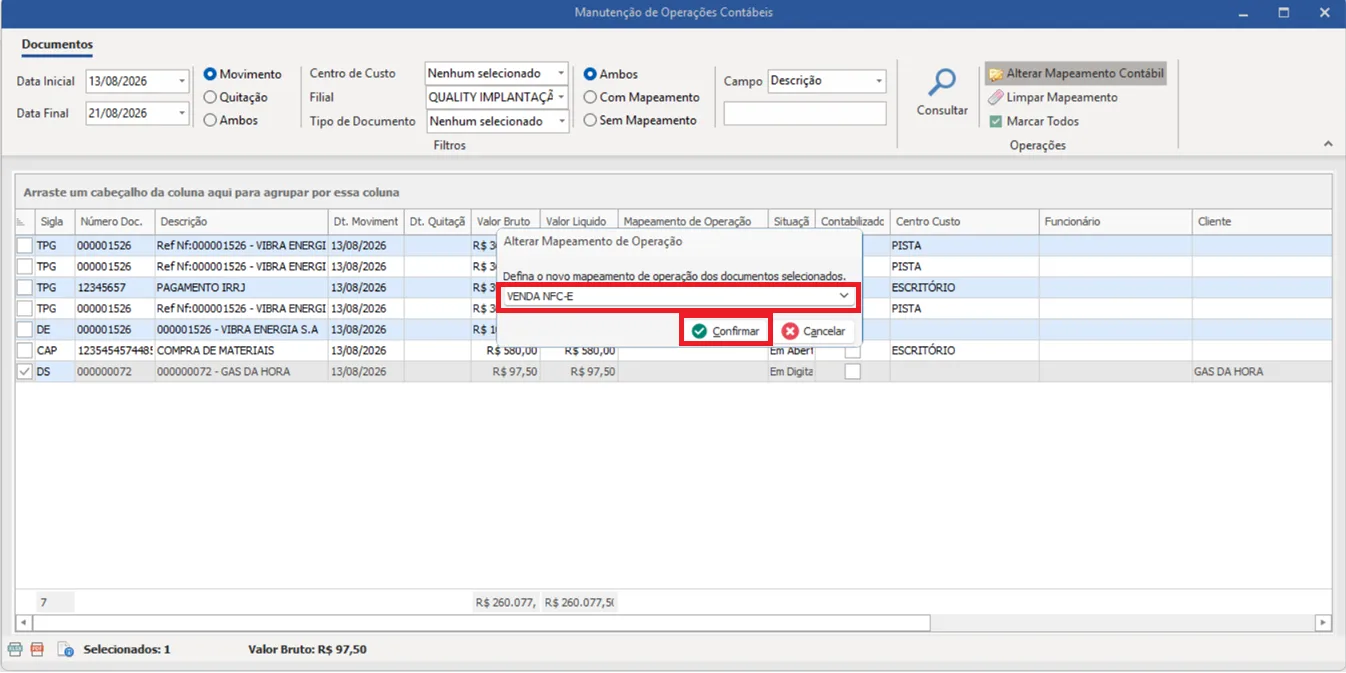 Manutenção de Operações Contábeis
Documentos
Data Inicial 13/08/2026 Movimento Centro de Custo Nenhum selecionado Ambos Campo Descrição Consultar Alterar Mapeamento Contábil
Quitação Filial QUALITY IMPLANTAÇÃ Com Mapeamento Limpar Mapeamento
Data Final 21/08/2026 Ambos Tipo de Documento Nenhum selecionado Sem Mapeamento Marcar Todos
Filtros Operações
Arraste um cabeçalho da coluna aqui para agrupar por essa coluna
Sigla Número Doc. Descrição Dt. Moviment Dt. Quitaçã Valor Bruto Valor Liquido Mapeamento de Operação Situaçã Contabilizadc Centro Custo Funcionário Cliente
TPG 000001526 Ref Nf:000001526 - VIBRA ENERGI 13/08/2026 PISTA
TPG 000001526 Ref Nf:000001526 - VIBRA ENERGI 13/08/2026 PISTA
TPG 12345657 PAGAMENTO IRRJ 13/08/2026 ESCRITÓRIO
TPG 000001526 Ref Nf:000001526 - VIBRA ENERGI 13/08/2026 PISTA
DE 000001526 000001526 - VIBRA ENERGIA S.A 13/08/2026
CAP COMPRA DE MATERIAIS 13/08/2026 R$ 580,00 R$ 580,00 Em Abert ESCRITÓRIO
DS 000000072 000000072 - GAS DA HORA 13/08/2026 R$ 97,50 R$ 97,50 Em Digita GAS DA HORA
Alterar Mapeamento de Operação
Defina o novo mapeamento de operação dos documentos selecionados.
VENDA NFC-E
Confirmar Cancelar
7 R$ 260.077, R$ 260.077,50
Selecionados: 1 Valor Bruto: R$ 97,50